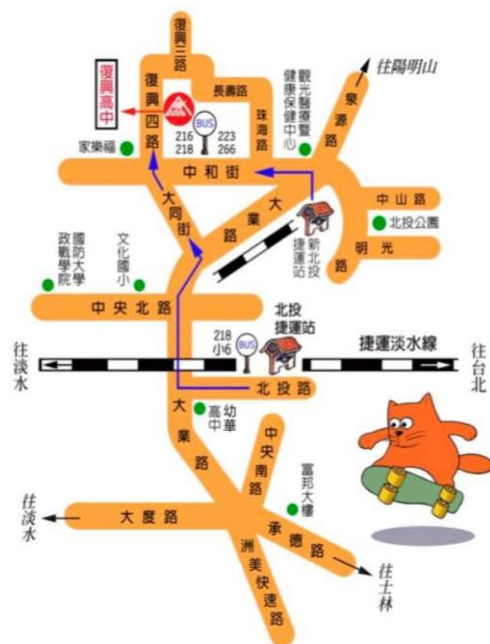 復興三路
往陽明山
復興高中
復興四路
長壽路
觀光醫療暨
健康保健中心
泉源路
BUS
216 223
218 266
珠海路
家樂福
中和街
中山路
大同街
大業路
新北投
捷運站
北投公園
明光路
國防大學
政戰學院
文化國小
中央北路
北投
捷運站
218
小6
BUS
捷運淡水線
往淡水
往台北
北投路
幼華
高中
大業路
中央南路
富邦大樓
往淡水
大度路
承德路
洲美快速路
往士林